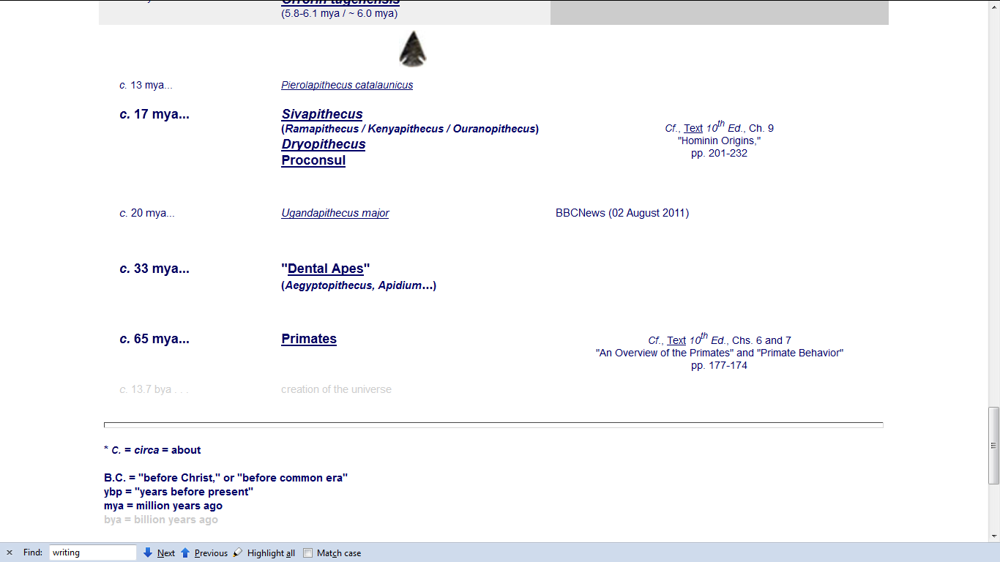 Orrorin tugenensis
(5.8-6.1 mya / ~ 6.0 mya)
c. 13 mya...
Pierolapithecus catalaunicus
c. 17 mya...
Sivapithecus
(Ramapithecus / Kenyapithecus / Ouranopithecus)
Dryopithecus
Proconsul
Cf., Text 10th Ed., Ch. 9
"Hominin Origins,"
pp. 201-232
c. 20 mya...
Ugandapithecus major
BBCNews (02 August 2011)
c. 33 mya...
"Dental Apes"
(Aegyptopithecus, Apidium...)
c. 65 mya...
Primates
Cf., Text 10th Ed., Chs. 6 and 7
"An Overview of the Primates" and "Primate Behavior"
pp. 177-174
c. 13.7 bya . . .
creation of the universe
* C. = circa = about
B.C. = "before Christ," or "before common era"
ybp = "years before present"
mya = million years ago
bya = billion years ago
Find: writing Next Previous Highlight all Match case